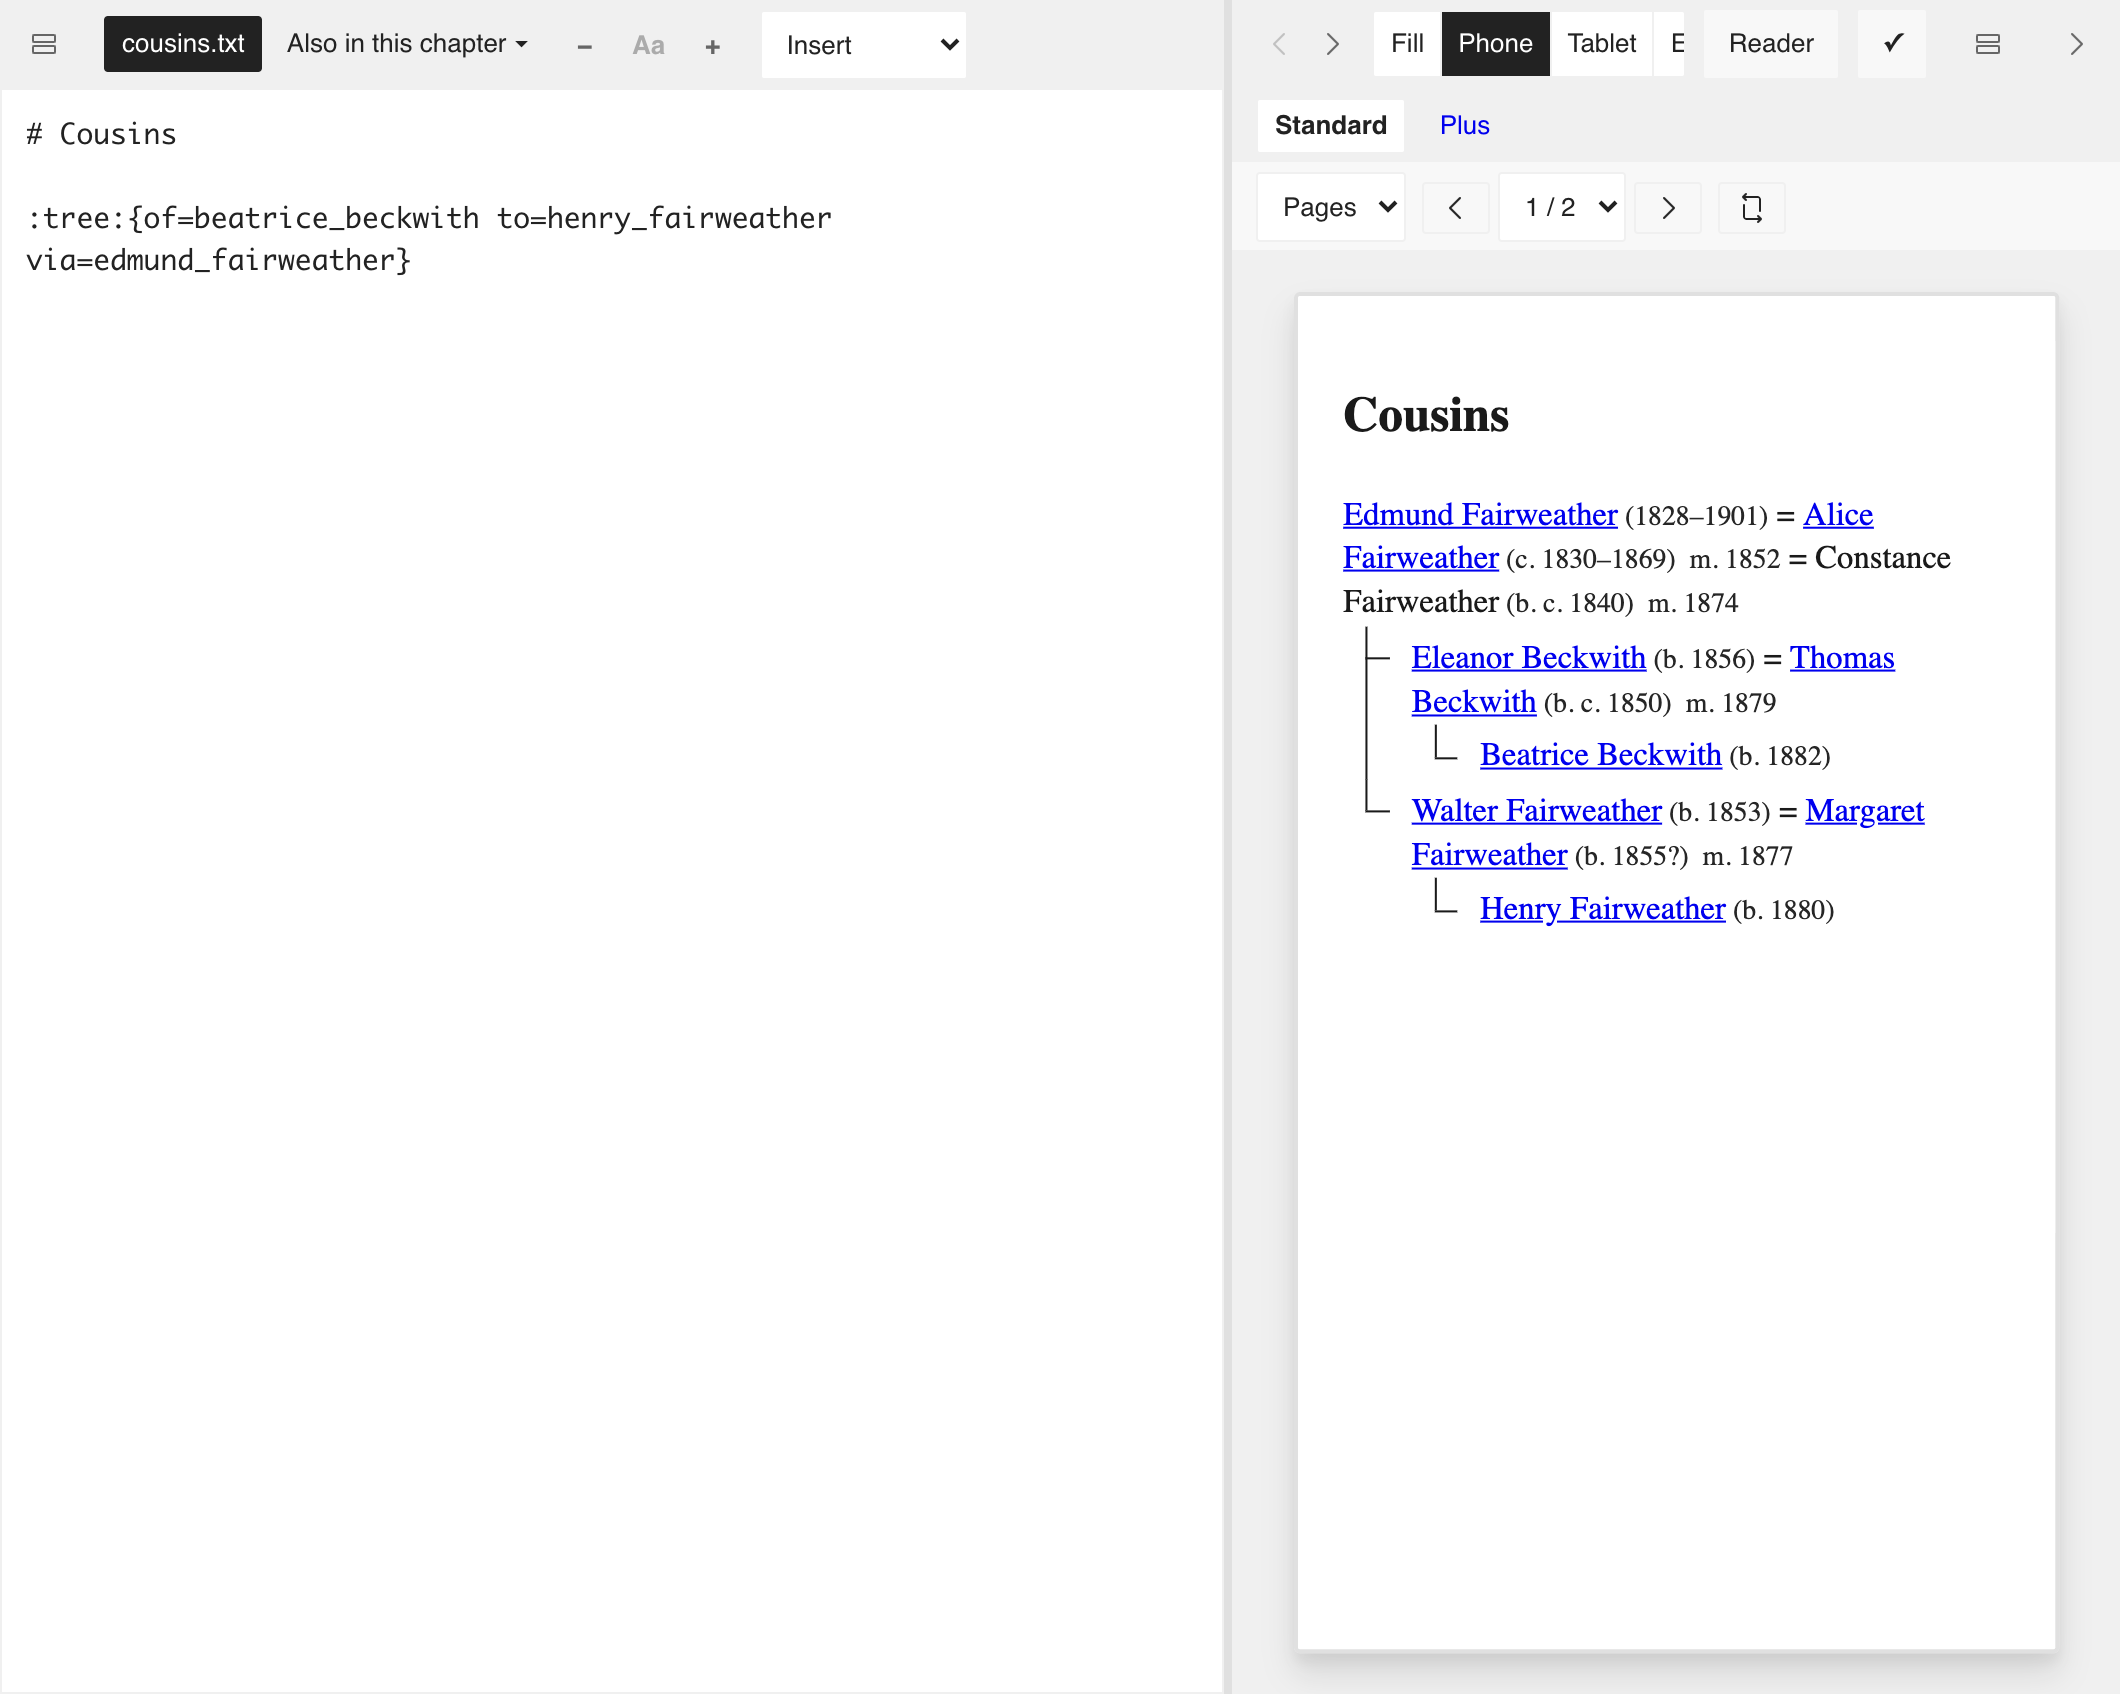 cousins.txt Also in this chapter – Aa + Insert
# Cousins
:tree:{of=beatrice_beckwith to=henry_fairweather
via=edmund_fairweather}
Fill Phone Tablet E Reader ✓
Standard Plus
Pages 1 / 2
Cousins
Edmund Fairweather (1828–1901) = Alice
Fairweather (c. 1830–1869) m. 1852 = Constance
Fairweather (b. c. 1840) m. 1874
Eleanor Beckwith (b. 1856) = Thomas
Beckwith (b. c. 1850) m. 1879
Beatrice Beckwith (b. 1882)
Walter Fairweather (b. 1853) = Margaret
Fairweather (b. 1855?) m. 1877
Henry Fairweather (b. 1880)